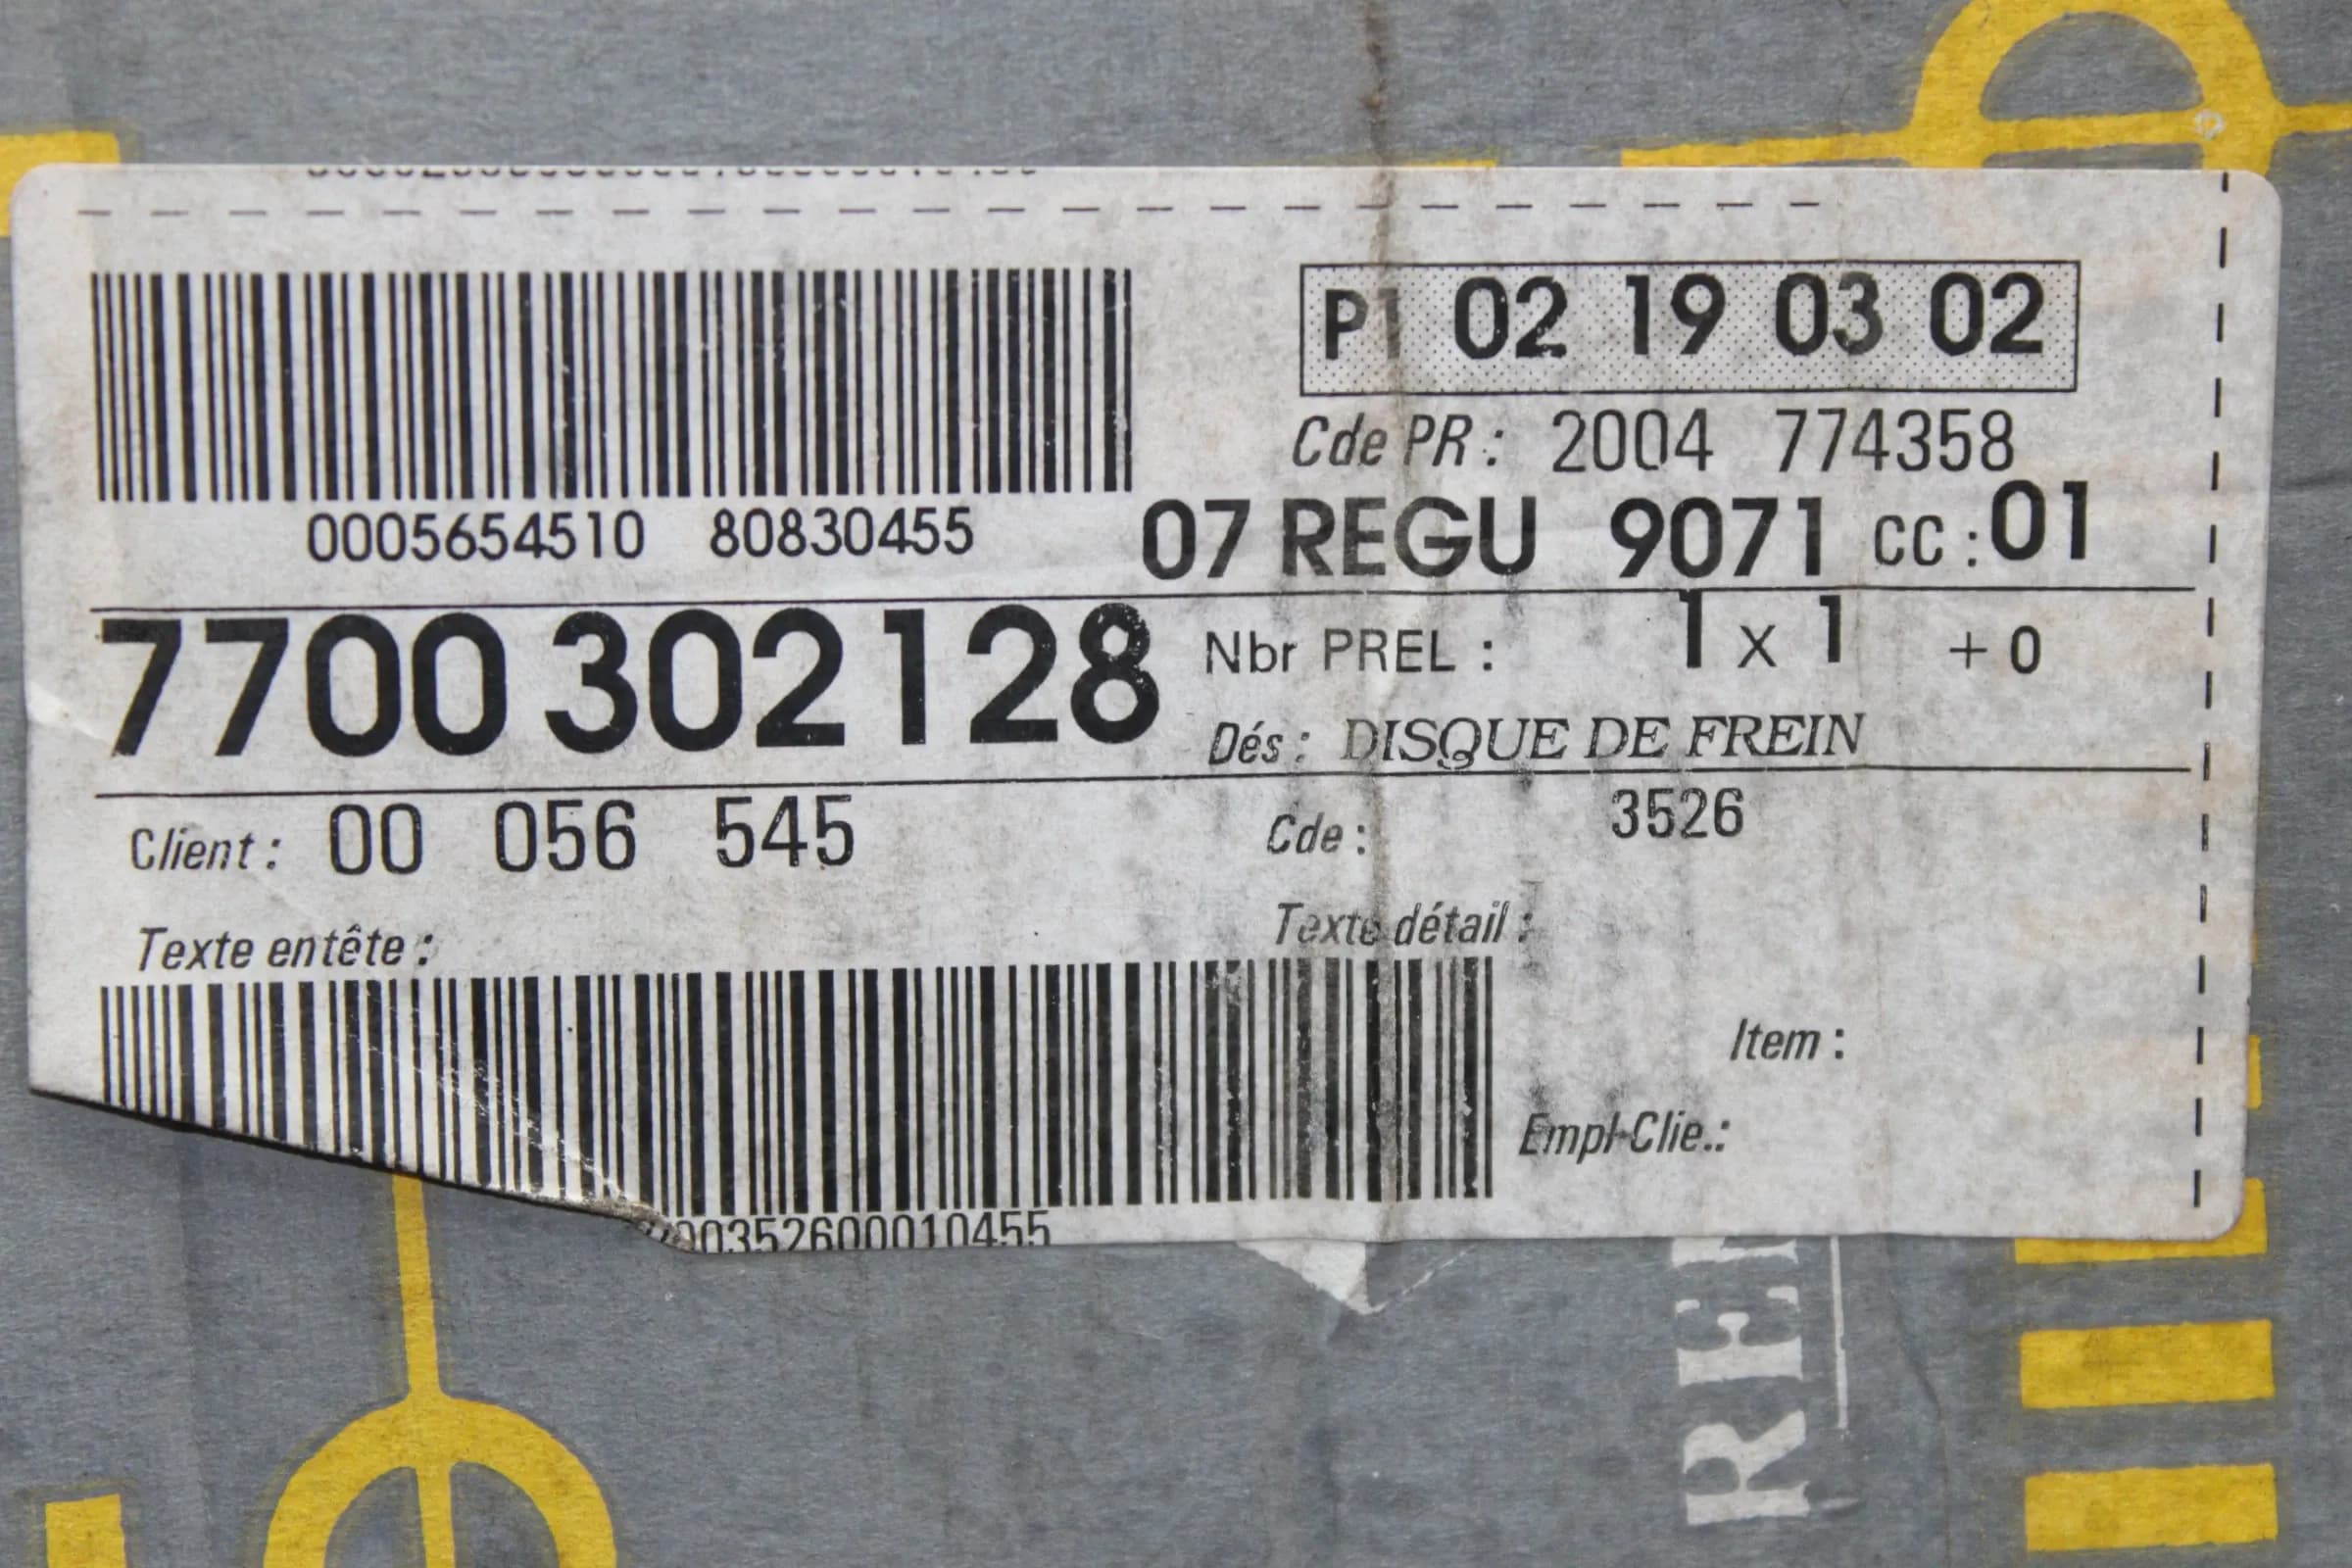 P1 02 19 03 02
Cde PR : 2004 774358
0005654510 80830455
07 REGU 9071 CC : 01
7700 302 128
Nbr PREL : 1 x 1 + 0
Dés : DISQUE DE FREIN
Client : 00 056 545
Cde : 3526
Texte entête :
Texte détail :
Item :
Empl-Clie.:
00352600010455